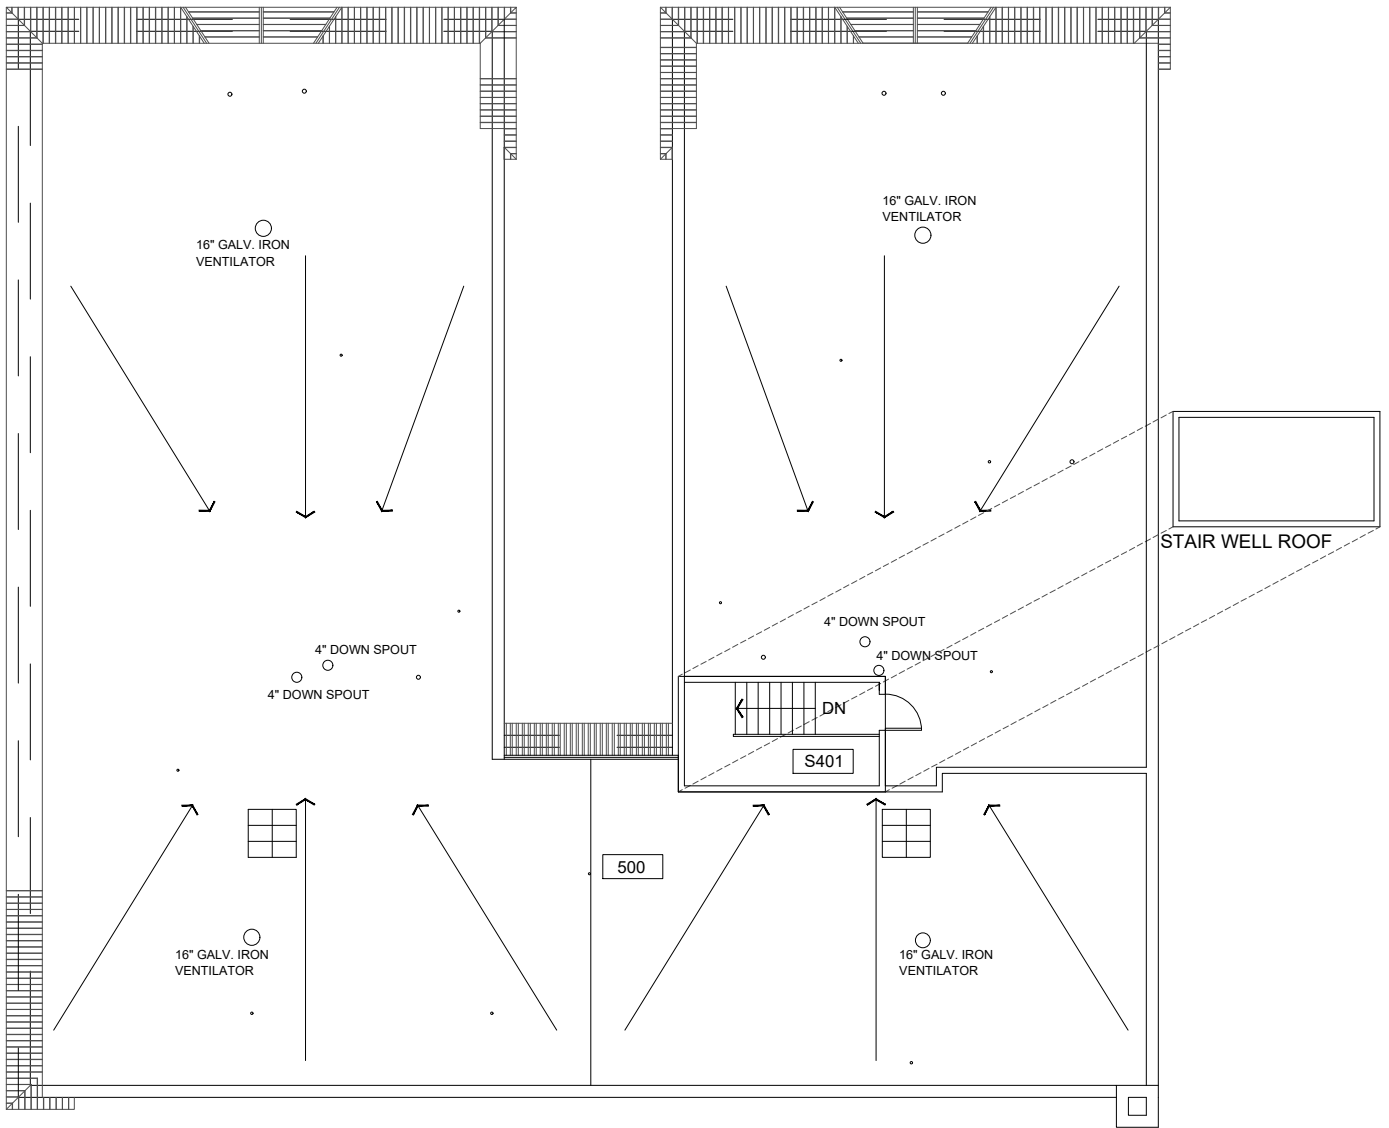 16" GALV. IRON
VENTILATOR
16" GALV. IRON
VENTILATOR
STAIR WELL ROOF
4" DOWN SPOUT
4" DOWN SPOUT
4" DOWN SPOUT
4" DOWN SPOUT
DN
S401
500
16" GALV. IRON
VENTILATOR
16" GALV. IRON
VENTILATOR